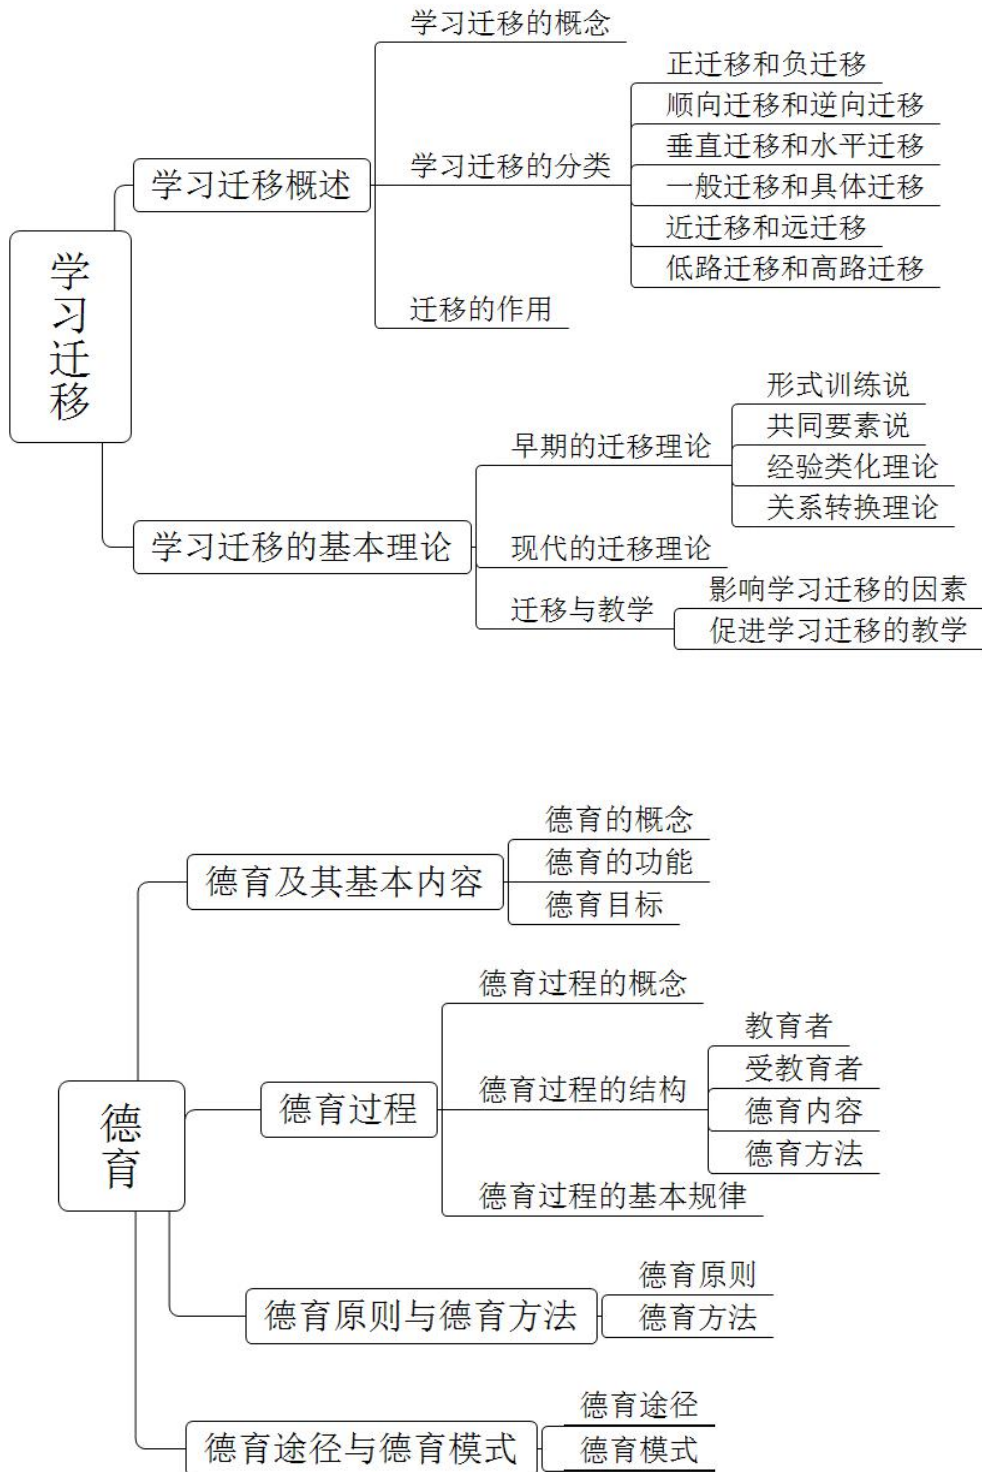 学习迁移
学习迁移概述
学习迁移的概念
学习迁移的分类
正迁移和负迁移
顺向迁移和逆向迁移
垂直迁移和水平迁移
一般迁移和具体迁移
近迁移和远迁移
低路迁移和高路迁移
迁移的作用
学习迁移的基本理论
早期的迁移理论
形式训练说
共同要素说
经验类化理论
关系转换理论
现代的迁移理论
迁移与教学
影响学习迁移的因素
促进学习迁移的教学
德育
德育及其基本内容
德育的概念
德育的功能
德育目标
德育过程
德育过程的概念
德育过程的结构
教育者
受教育者
德育内容
德育方法
德育过程的基本规律
德育原则与德育方法
德育原则
德育方法
德育途径与德育模式
德育途径
德育模式